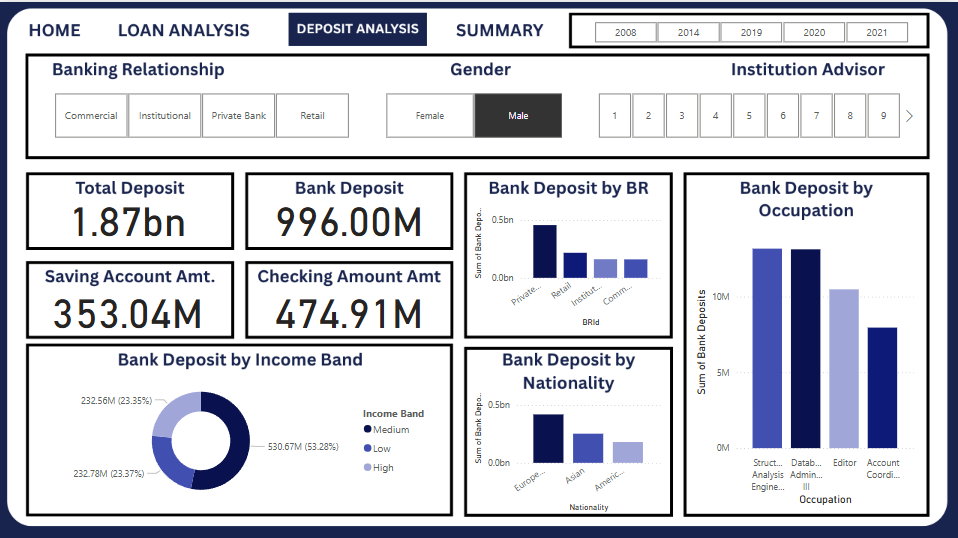 HOME
LOAN ANALYSIS
DEPOSIT ANALYSIS
SUMMARY
2008
2014
2019
2020
2021
Banking Relationship
Gender
Institution Advisor
Commercial
Institutional
Private Bank
Retail
Female
Male
1
2
3
4
5
6
7
8
9
Total Deposit
1.87bn
Bank Deposit
996.00M
Saving Account Amt.
353.04M
Checking Amount Amt
474.91M
Bank Deposit by Income Band
232.56M (23.35%)
232.78M (23.37%)
530.67M (53.28%)
Income Band
Medium
Low
High
Bank Deposit by BR
Sum of Bank Depo...
0.5bn
0.0bn
Private...
Retail
Institut...
Comm...
BRId
Bank Deposit by
Nationality
Sum of Bank Depo...
0.5bn
0.0bn
Europe...
Asian
Americ...
Nationality
Bank Deposit by
Occupation
Sum of Bank Deposits
10M
5M
0M
Struct...
Analysis
Engine...
Datab...
Admin...
III
Editor
Account
Coordi...
Occupation